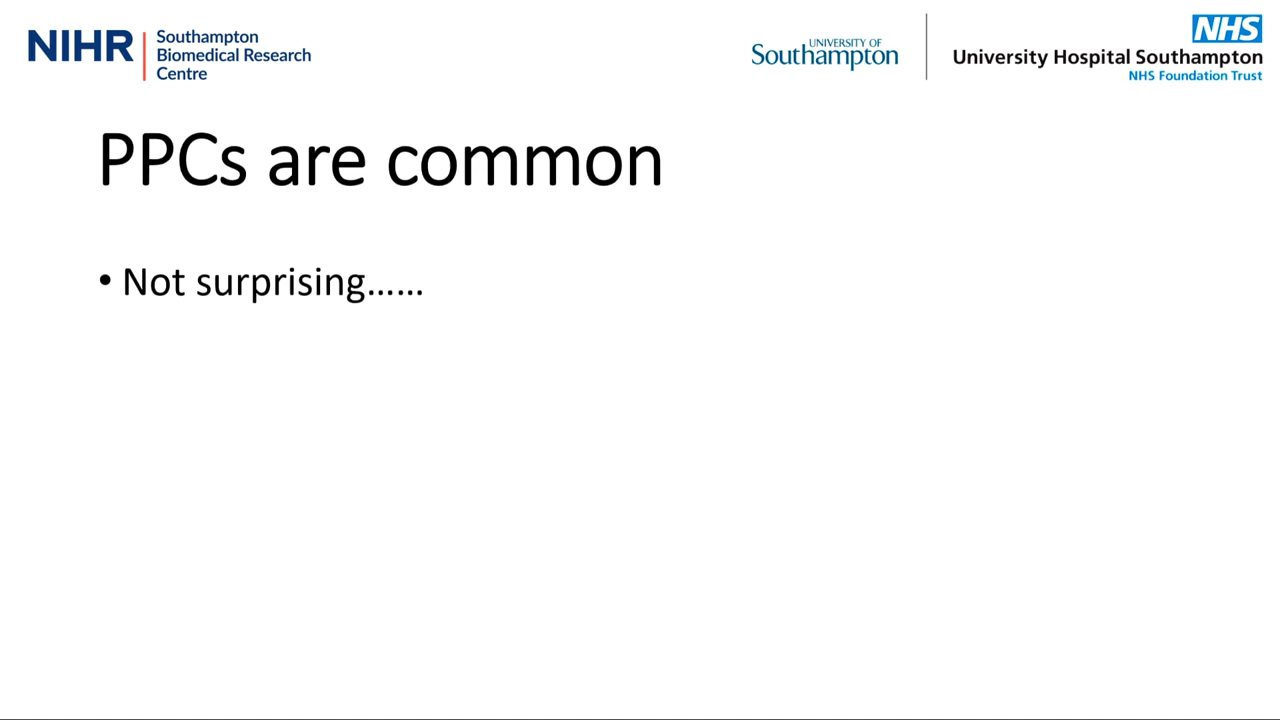 NIHR
Southampton
Biomedical Research
Centre
UNIVERSITY OF
Southampton
NHS
University Hospital Southampton
NHS Foundation Trust
PPCs are common
• Not surprising......